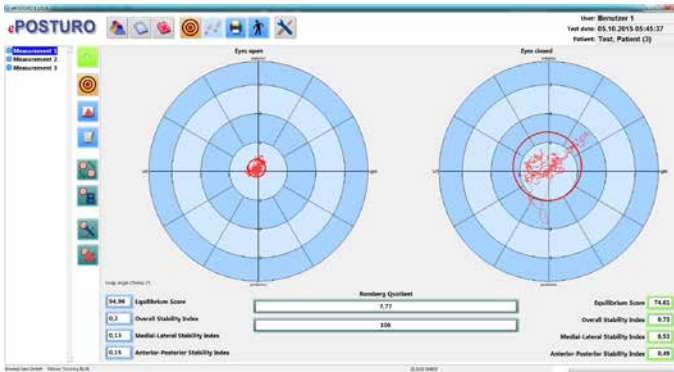 ePOSTURO
User: Benutzer 1
Test date: 05.10.2015 05:45:37
Patient: Test, Patient (3)
Measurement 1
Measurement 2
Measurement 3
Eyes open
Eyes closed
Romberg Quotient
7,77
108
94,96 Equilibrium Score
0,2 Overall Stability Index
0,13 Medial-Lateral Stability Index
0,15 Anterior-Posterior Stability Index
Equilibrium Score 74,61
Overall Stability Index 0,73
Medial-Lateral Stability Index 0,53
Anterior-Posterior Stability Index 0,49